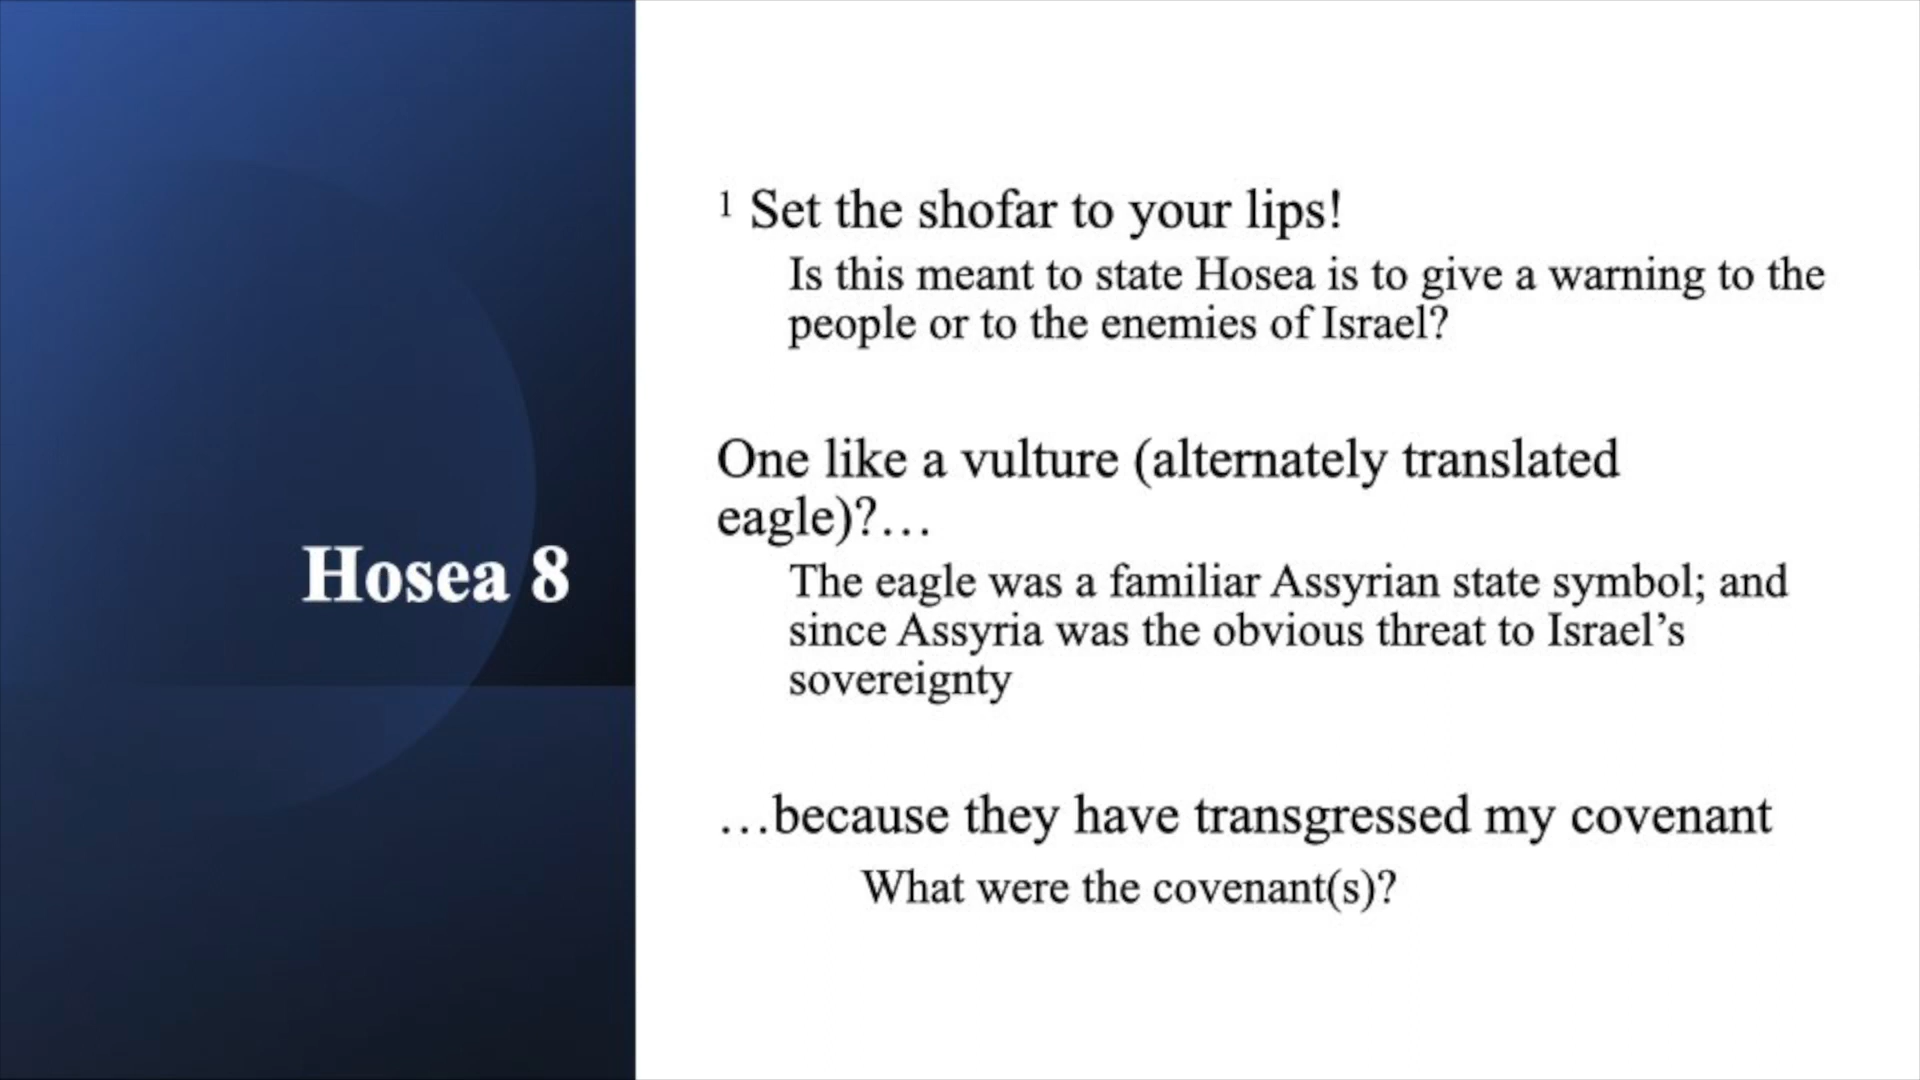 Hosea 8
1 Set the shofar to your lips!
Is this meant to state Hosea is to give a warning to the
people or to the enemies of Israel?
One like a vulture (alternately translated
eagle)?…
The eagle was a familiar Assyrian state symbol; and
since Assyria was the obvious threat to Israel’s
sovereignty
…because they have transgressed my covenant
What were the covenant(s)?